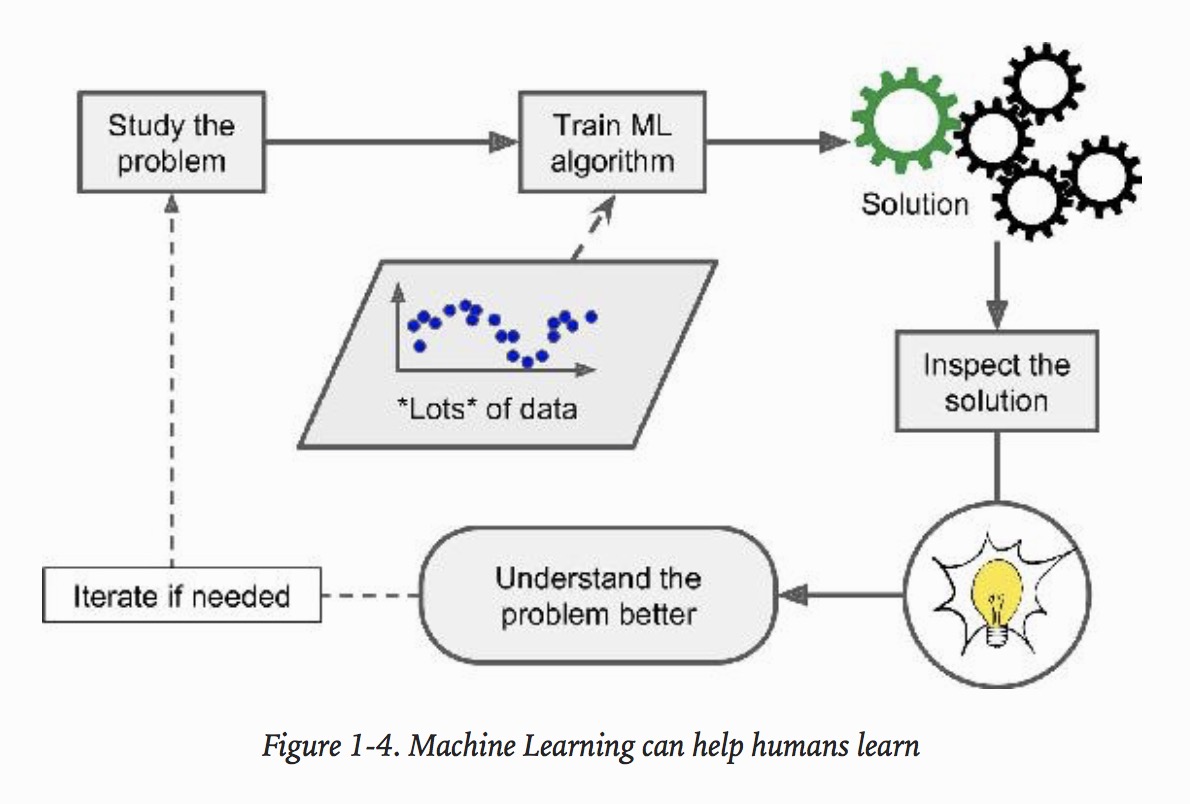 Study the
problem
Train ML
algorithm
Solution
*Lots* of data
Inspect the
solution
Understand the
problem better
Iterate if needed
Figure 1-4. Machine Learning can help humans learn